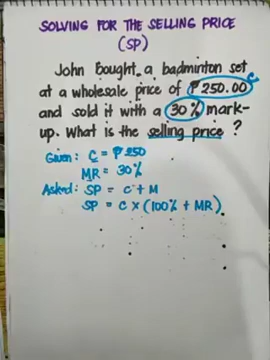 SOLVING FOR THE SELLING PRICE
(SP)
John bought a badminton set
at a wholesale price of ₱250.00 C
and sold it with a 30% mark-
up. What is the selling price ?
Given: C = ₱250
MR = 30%
Asked: SP = C + M
SP = C × (100% + MR)